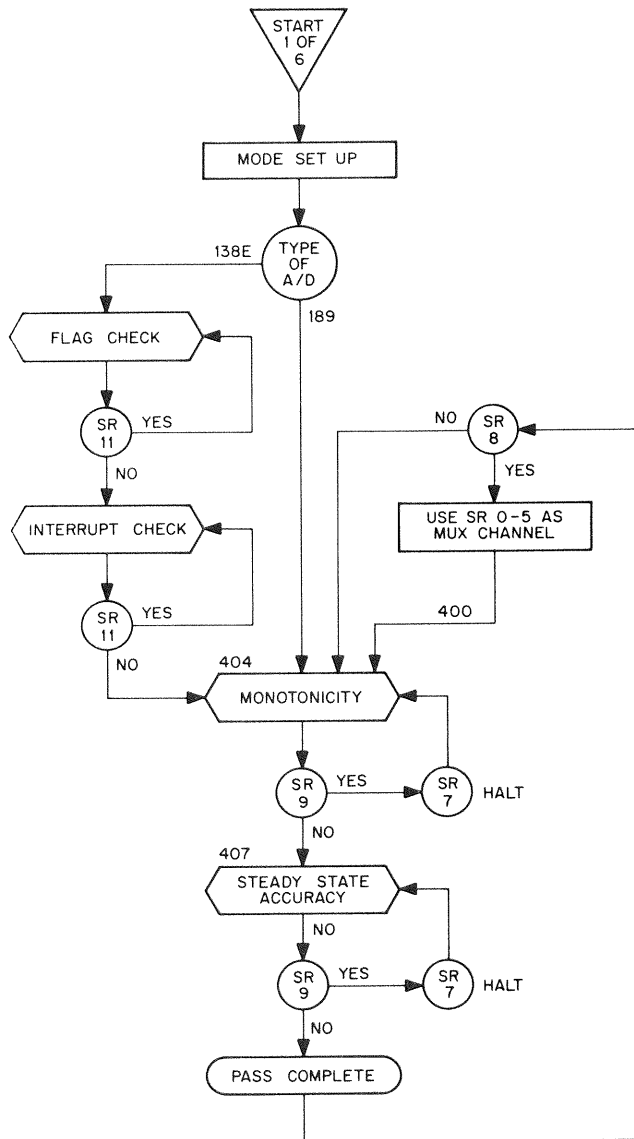 START
1 OF
6
MODE SET UP
138E
TYPE
OF
A/D
189
FLAG CHECK
SR
11
YES
NO
NO
SR
8
YES
INTERRUPT CHECK
USE SR 0-5 AS
MUX CHANNEL
SR
11
YES
NO
400
404
MONOTONICITY
SR
9
YES
SR
7
HALT
NO
407
STEADY STATE
ACCURACY
NO
SR
9
YES
SR
7
HALT
NO
PASS COMPLETE